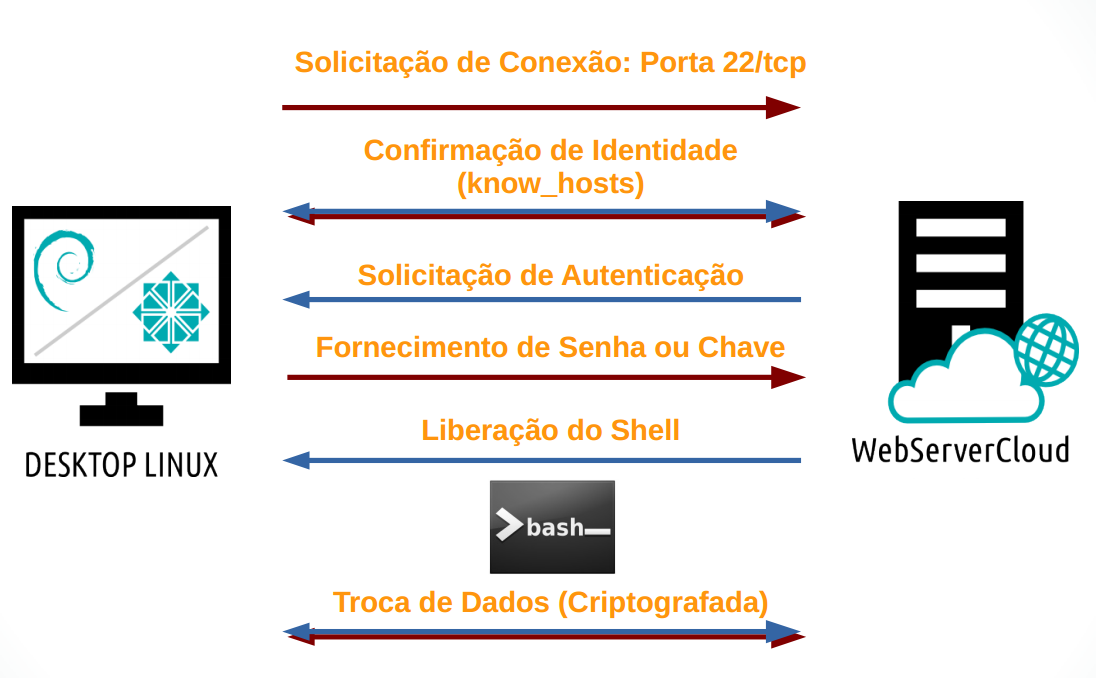 Solicitação de Conexão: Porta 22/tcp
Confirmação de Identidade
(know_hosts)
Solicitação de Autenticação
Fornecimento de Senha ou Chave
Liberação do Shell
bash
Troca de Dados (Criptografada)
DESKTOP LINUX
WebServerCloud